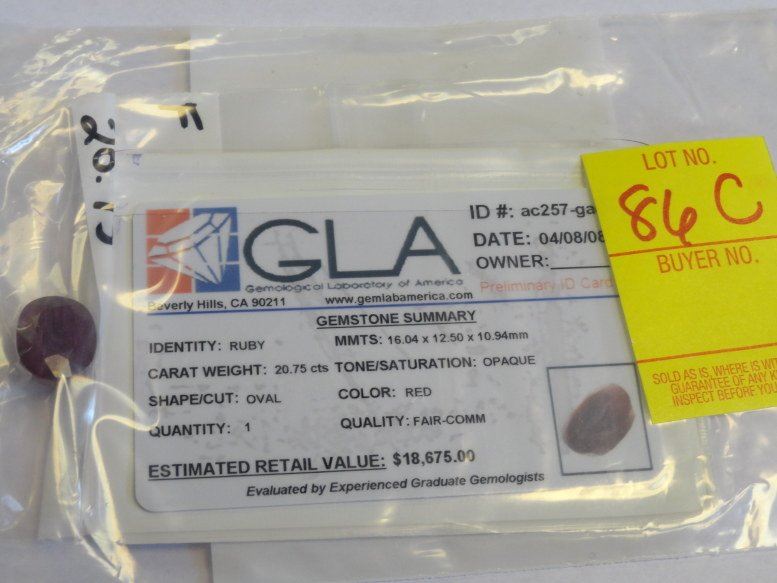 GLA
Gemological Laboratory of America
Beverly Hills, CA 90211
www.gemlabamerica.com
ID #: ac257-ga
DATE: 04/08/08
OWNER:
Preliminary ID Card
GEMSTONE SUMMARY
IDENTITY: RUBY
MMTS: 16.04 x 12.50 x 10.94mm
CARAT WEIGHT: 20.75 cts
TONE/SATURATION: OPAQUE
SHAPE/CUT: OVAL
COLOR: RED
QUANTITY: 1
QUALITY: FAIR-COMM
ESTIMATED RETAIL VALUE: $18,675.00
Evaluated by Experienced Graduate Gemologists
LOT NO.
86 C
BUYER NO.
SOLD AS IS, WHERE IS WIT
GUARANTEE OF ANY K
INSPECT BEFORE YOU